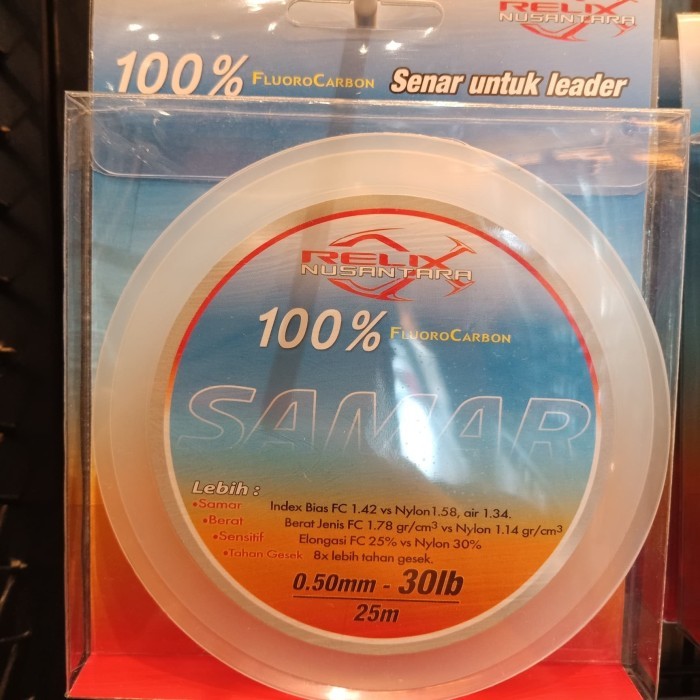 RELIX
NUSANTARA
100% FLUOROCARBON Senar untuk leader
RELIX
NUSANTARA
100% FLUOROCARBON
SAMAR
Lebih :
•Samar Index Bias FC 1.42 vs Nylon1.58, air 1.34.
•Berat Berat Jenis FC 1.78 gr/cm³ vs Nylon 1.14 gr/cm³
•Sensitif Elongasi FC 25% vs Nylon 30%
•Tahan Gesek 8x lebih tahan gesek.
0.50mm - 30lb
25m